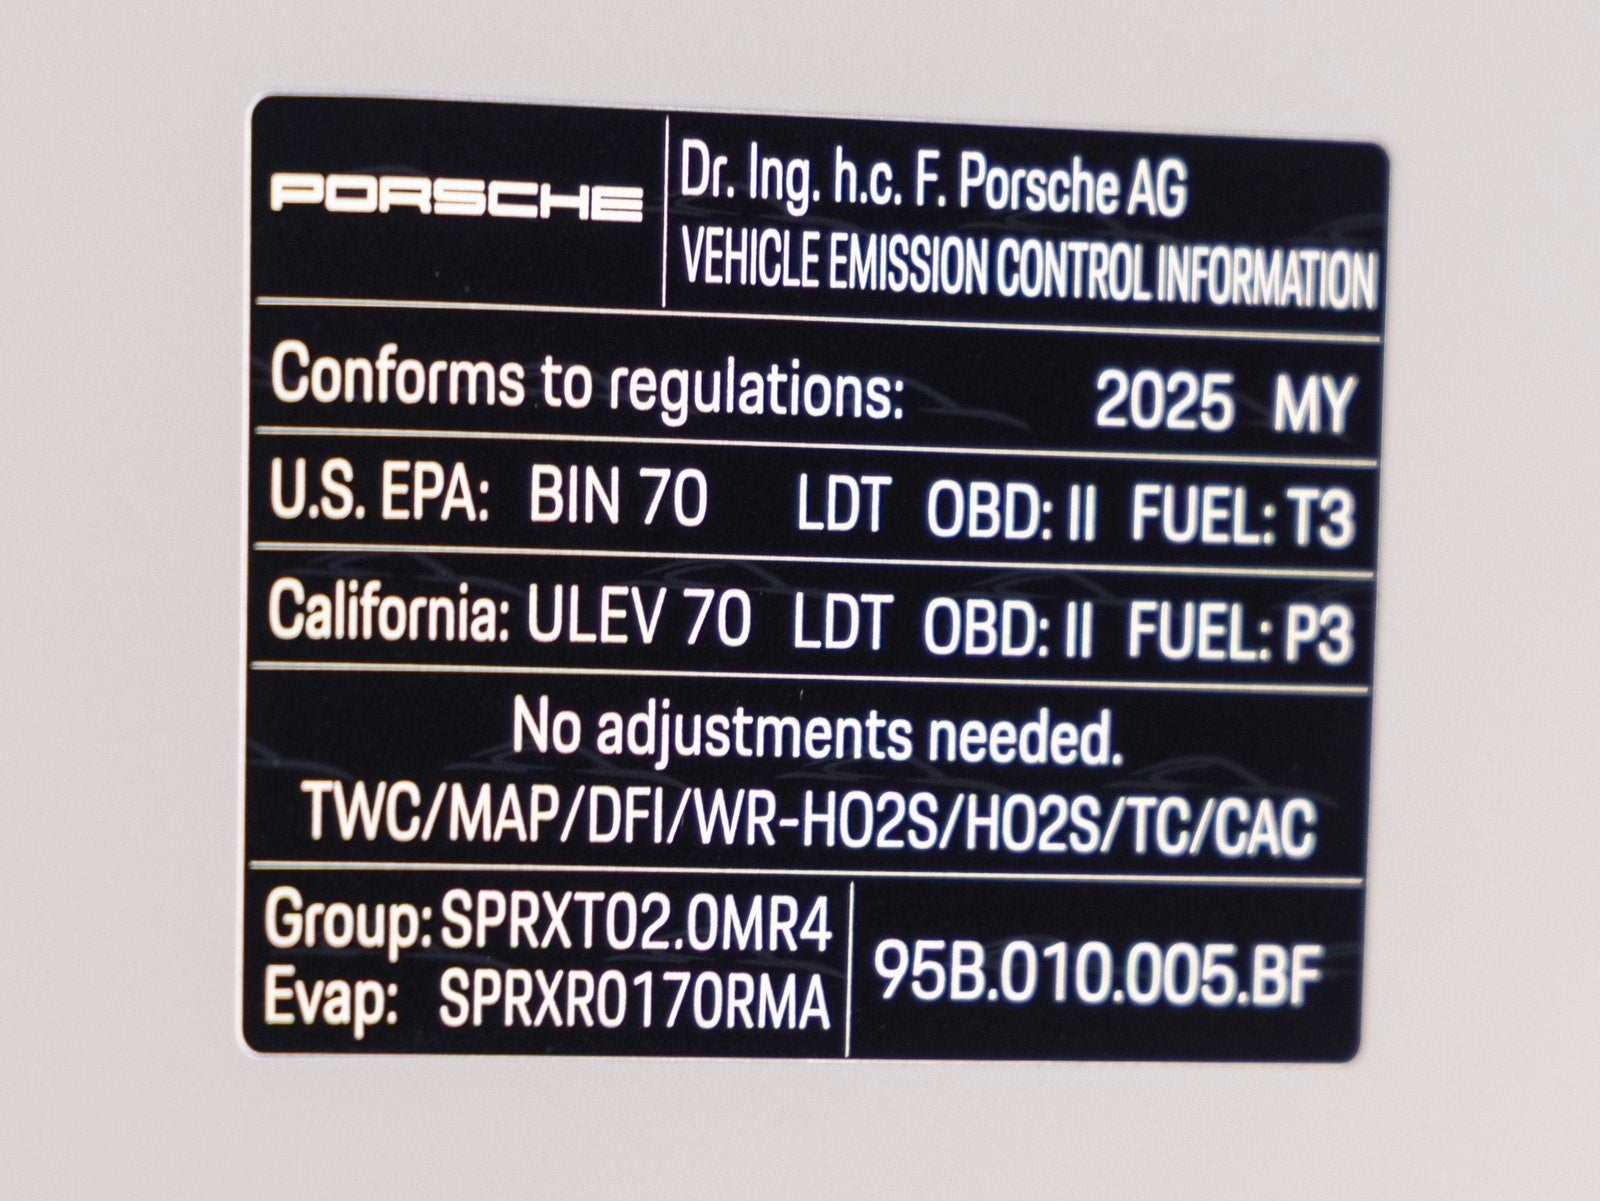 PORSCHE
Dr. Ing. h.c. F. Porsche AG
VEHICLE EMISSION CONTROL INFORMATION
Conforms to regulations: 2025 MY
U.S. EPA: BIN 70 LDT OBD: II FUEL: T3
California: ULEV 70 LDT OBD: II FUEL: P3
No adjustments needed.
TWC/MAP/DFI/WR-HO2S/HO2S/TC/CAC
Group: SPRXT02.0MR4
Evap: SPRXR0170RMA
95B.010.005.BF